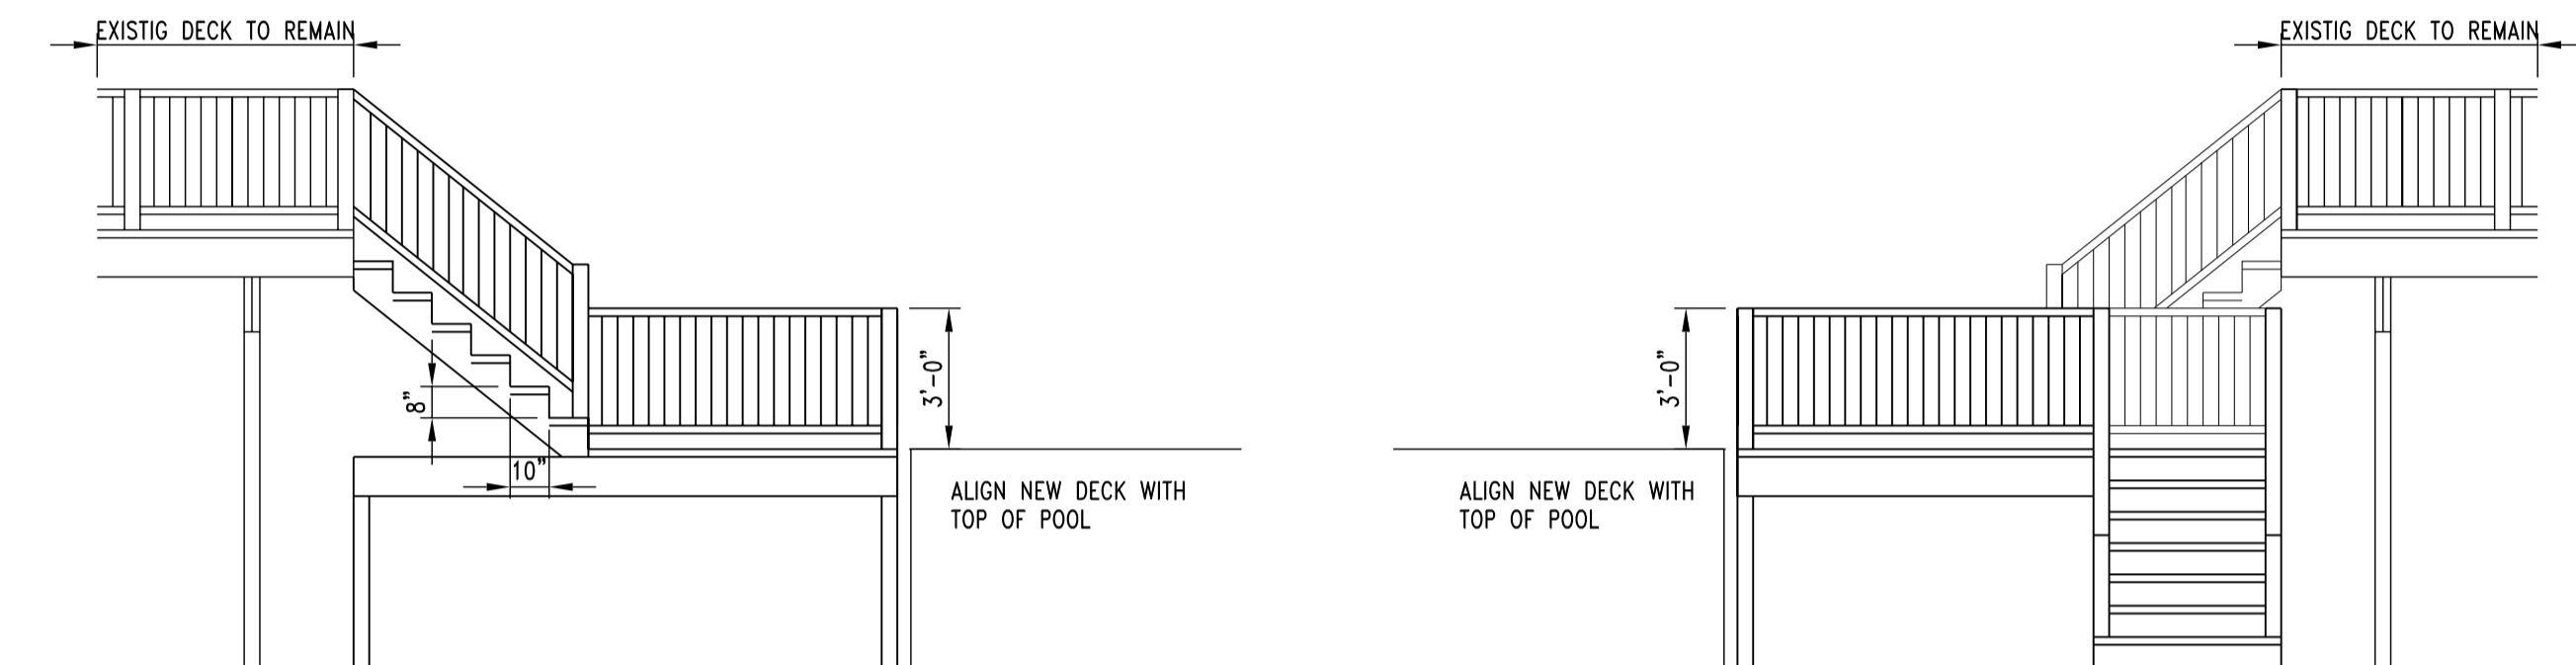 EXISTIG DECK TO REMAIN
EXISTIG DECK TO REMAIN
3'-0"
3'-0"
8"
10"
ALIGN NEW DECK WITH
TOP OF POOL
ALIGN NEW DECK WITH
TOP OF POOL